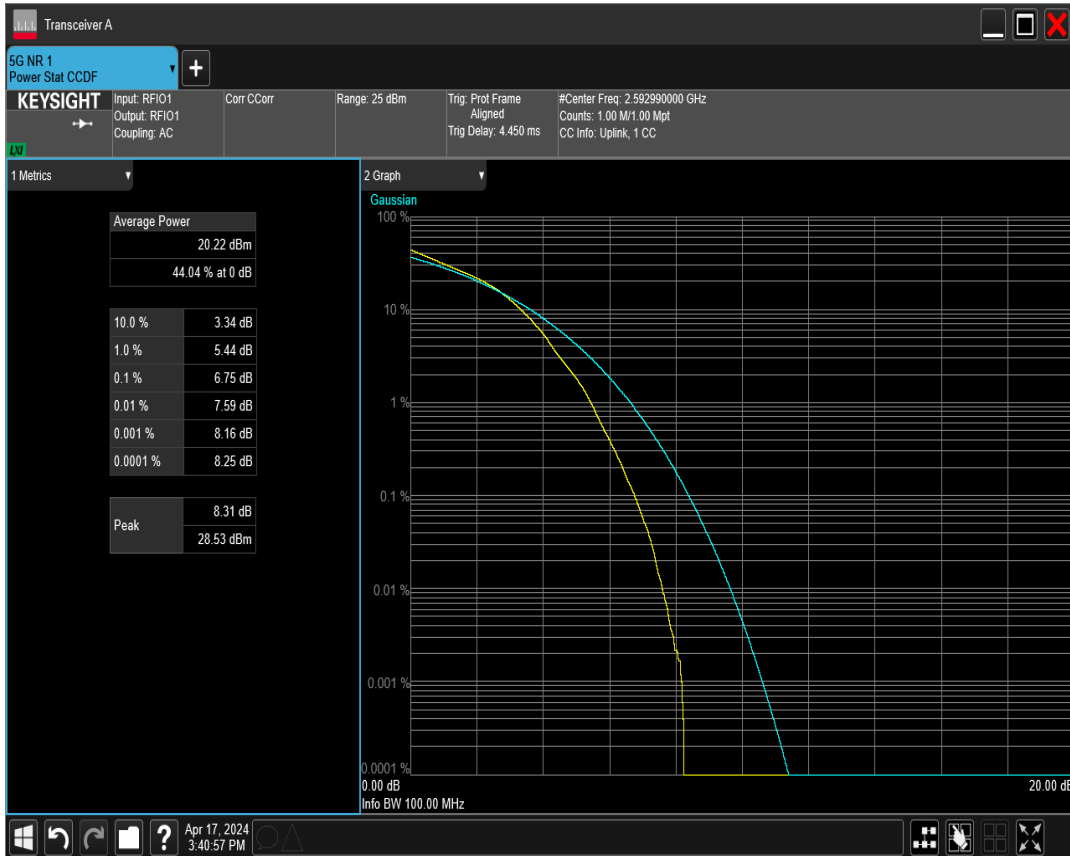 Transceiver A
5G NR 1
Power Stat CCDF
+
KEYSIGHT
LXI
Input: RFIO1
Output: RFIO1
Coupling: AC
Corr CCorr
Range: 25 dBm
Trig: Prot Frame
Aligned
Trig Delay: 4.450 ms
#Center Freq: 2.592990000 GHz
Counts: 1.00 M/1.00 Mpt
CC Info: Uplink, 1 CC
1 Metrics
Average Power
20.22 dBm
44.04 % at 0 dB
10.0 % 3.34 dB
1.0 % 5.44 dB
0.1 % 6.75 dB
0.01 % 7.59 dB
0.001 % 8.16 dB
0.0001 % 8.25 dB
Peak
8.31 dB
28.53 dBm
2 Graph
Gaussian
100 %
10 %
1 %
0.1 %
0.01 %
0.001 %
0.0001 %
0.00 dB 20.00 dB
Info BW 100.00 MHz
?
Apr 17, 2024
3:40:57 PM